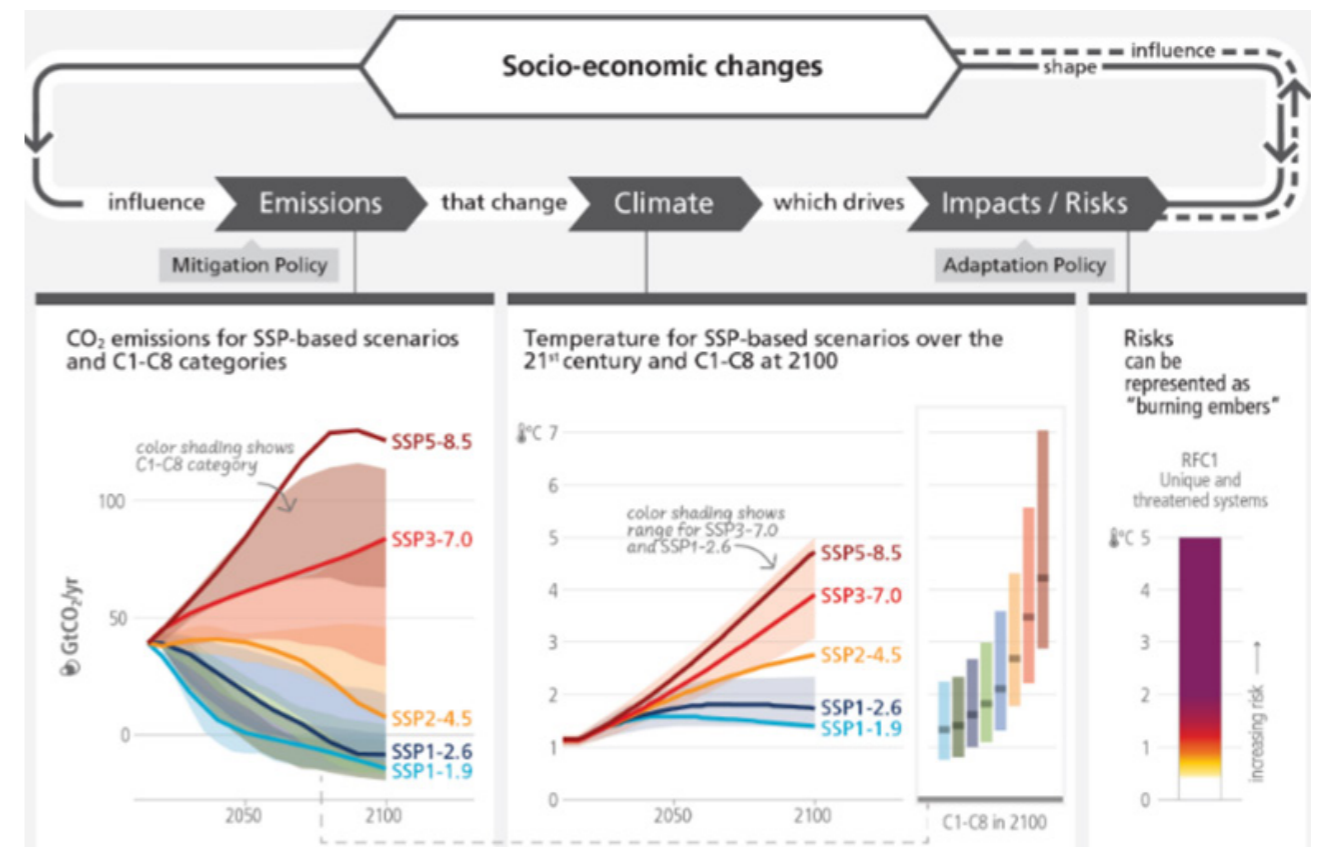 Socio-economic changes
influence
shape
influence
Emissions
that change
Climate
which drives
Impacts / Risks
Mitigation Policy
Adaptation Policy
CO₂ emissions for SSP-based scenarios
and C1-C8 categories
color shading shows
C1-C8 category
100
50
0
GtCO₂/yr
SSP5-8.5
SSP3-7.0
SSP2-4.5
SSP1-2.6
SSP1-1.9
2050
2100
Temperature for SSP-based scenarios over the
21ˢᵗ century and C1-C8 at 2100
°C 7
6
5
4
3
2
1
0
color shading shows
range for SSP3-7.0
and SSP1-2.6
SSP5-8.5
SSP3-7.0
SSP2-4.5
SSP1-2.6
SSP1-1.9
2050
2100
C1-C8 in 2100
Risks
can be
represented as
“burning embers”
RFC1
Unique and
threatened systems
°C 5
4
3
2
1
0
increasing risk